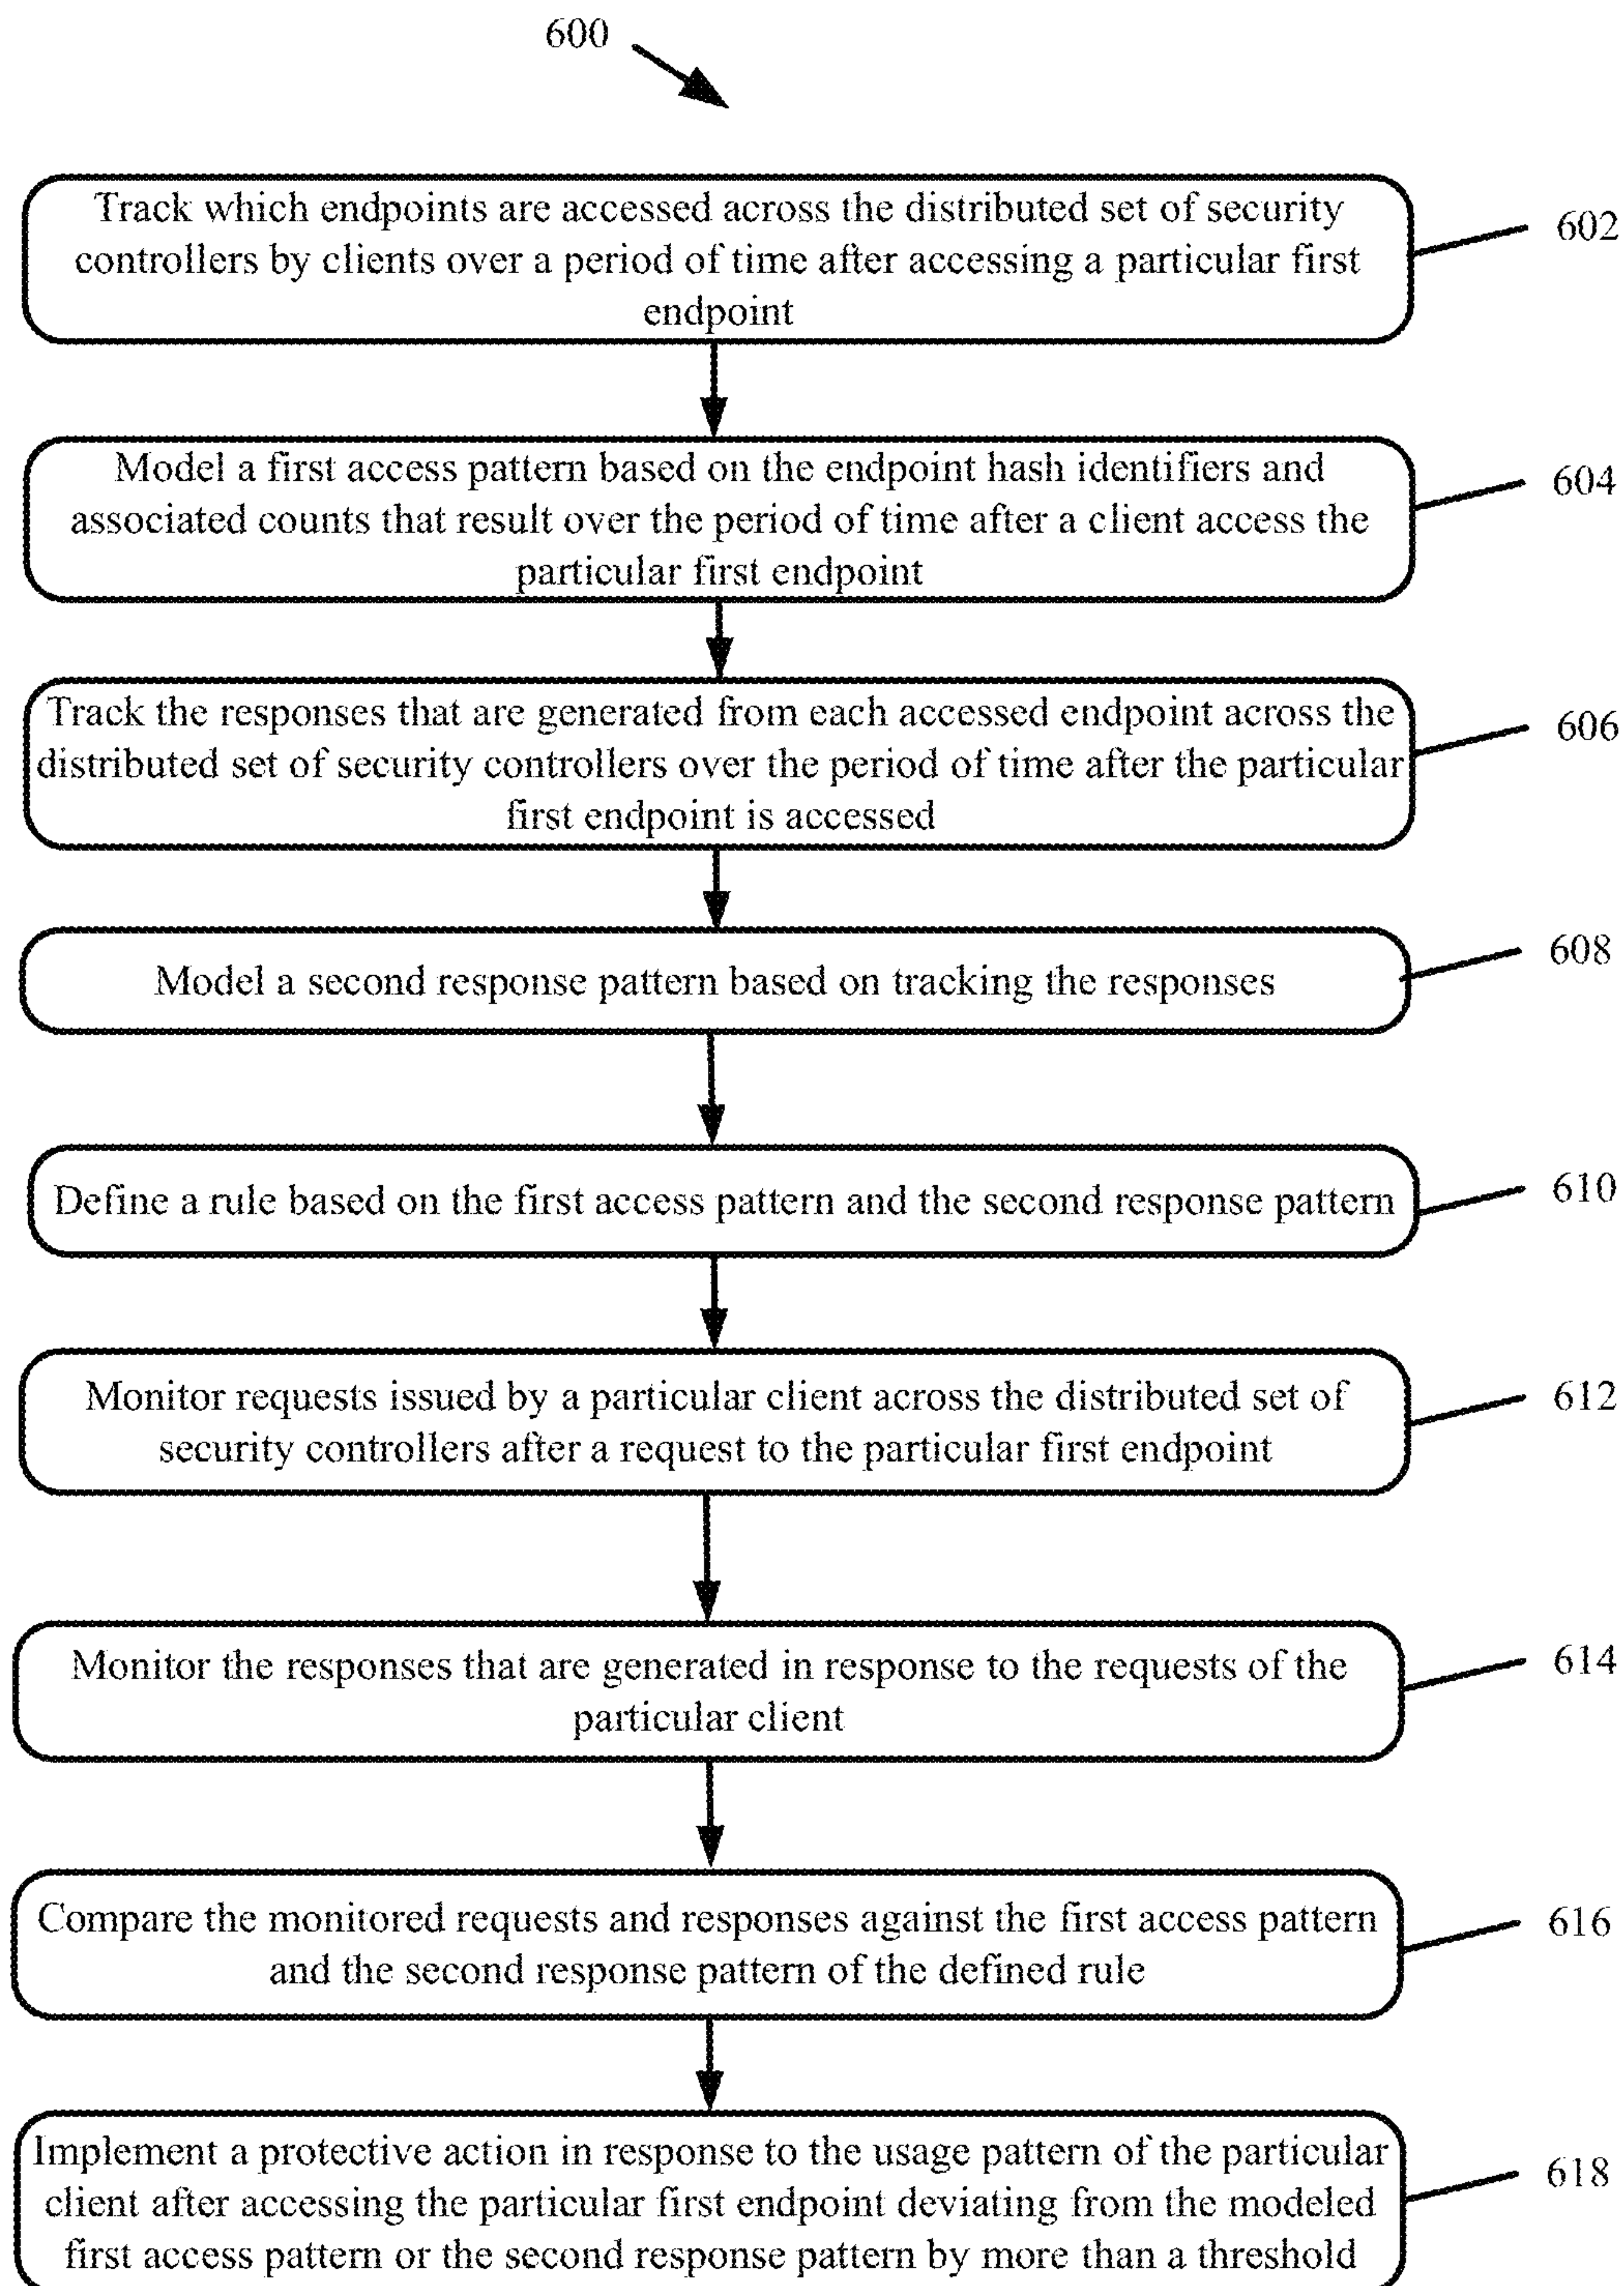 600
Track which endpoints are accessed across the distributed set of security
controllers by clients over a period of time after accessing a particular first
endpoint
602
Model a first access pattern based on the endpoint hash identifiers and
associated counts that result over the period of time after a client access the
particular first endpoint
604
Track the responses that are generated from each accessed endpoint across the
distributed set of security controllers over the period of time after the particular
first endpoint is accessed
606
Model a second response pattern based on tracking the responses
608
Define a rule based on the first access pattern and the second response pattern
610
Monitor requests issued by a particular client across the distributed set of
security controllers after a request to the particular first endpoint
612
Monitor the responses that are generated in response to the requests of the
particular client
614
Compare the monitored requests and responses against the first access pattern
and the second response pattern of the defined rule
616
Implement a protective action in response to the usage pattern of the particular
client after accessing the particular first endpoint deviating from the modeled
first access pattern or the second response pattern by more than a threshold
618